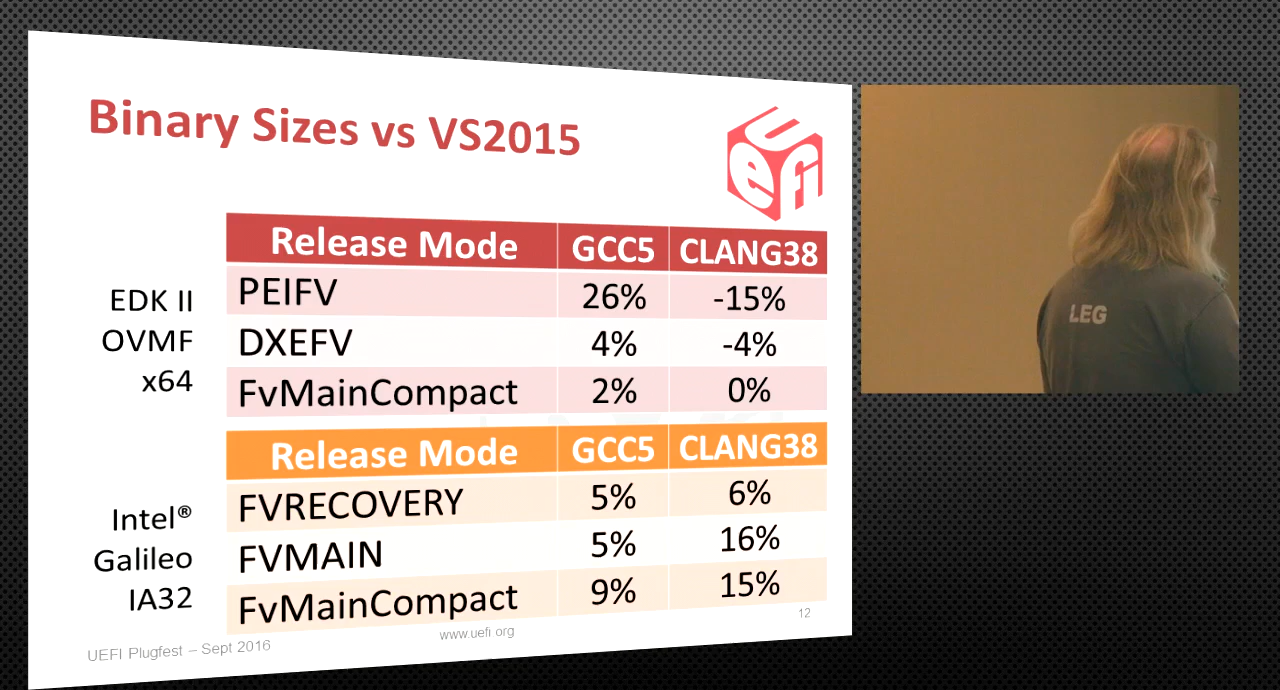 Binary Sizes vs VS2015
uefi
EDK II
OVMF
x64
Release Mode GCC5 CLANG38
PEIFV 26% -15%
DXEFV 4% -4%
FvMainCompact 2% 0%
Intel®
Galileo
IA32
Release Mode GCC5 CLANG38
FVRECOVERY 5% 6%
FVMAIN 5% 16%
FvMainCompact 9% 15%
UEFI Plugfest – Sept 2016
www.uefi org
12
LEG